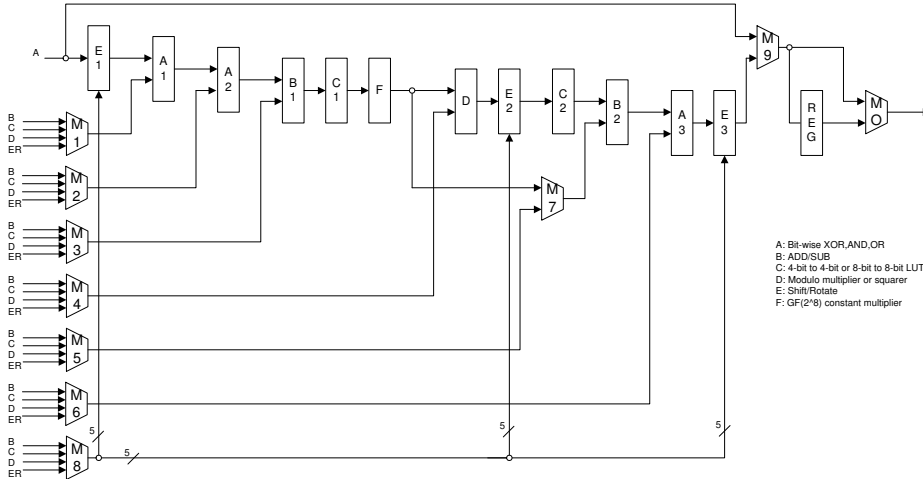 A
E 1
A 1
A 2
B 1
C 1
F
D
E 2
C 2
B 2
A 3
E 3
M 9
R E G
M O
B
C
D
ER
M 1
B
C
D
ER
M 2
B
C
D
ER
M 3
B
C
D
ER
M 4
B
C
D
ER
M 5
B
C
D
ER
M 6
B
C
D
ER
M 8
M 7
5
5
5
5
A: Bit-wise XOR,AND,OR
B: ADD/SUB
C: 4-bit to 4-bit or 8-bit to 8-bit LUT
D: Modulo multiplier or squarer
E: Shift/Rotate
F: GF(2^8) constant multiplier